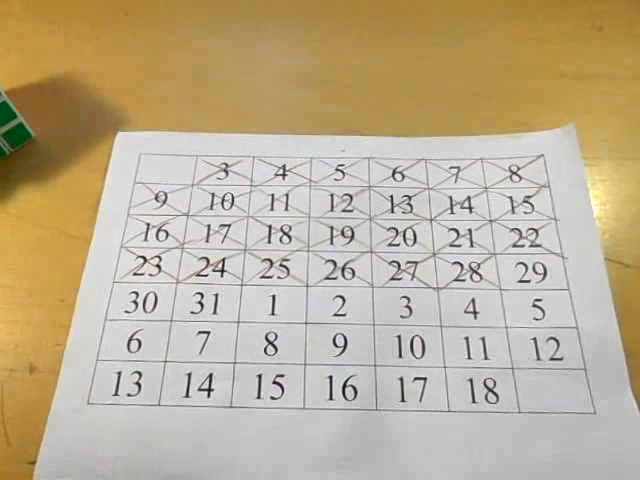 3 4 5 6 7 8
9 10 11 12 13 14 15
16 17 18 19 20 21 22
23 24 25 26 27 28 29
30 31 1 2 3 4 5
6 7 8 9 10 11 12
13 14 15 16 17 18